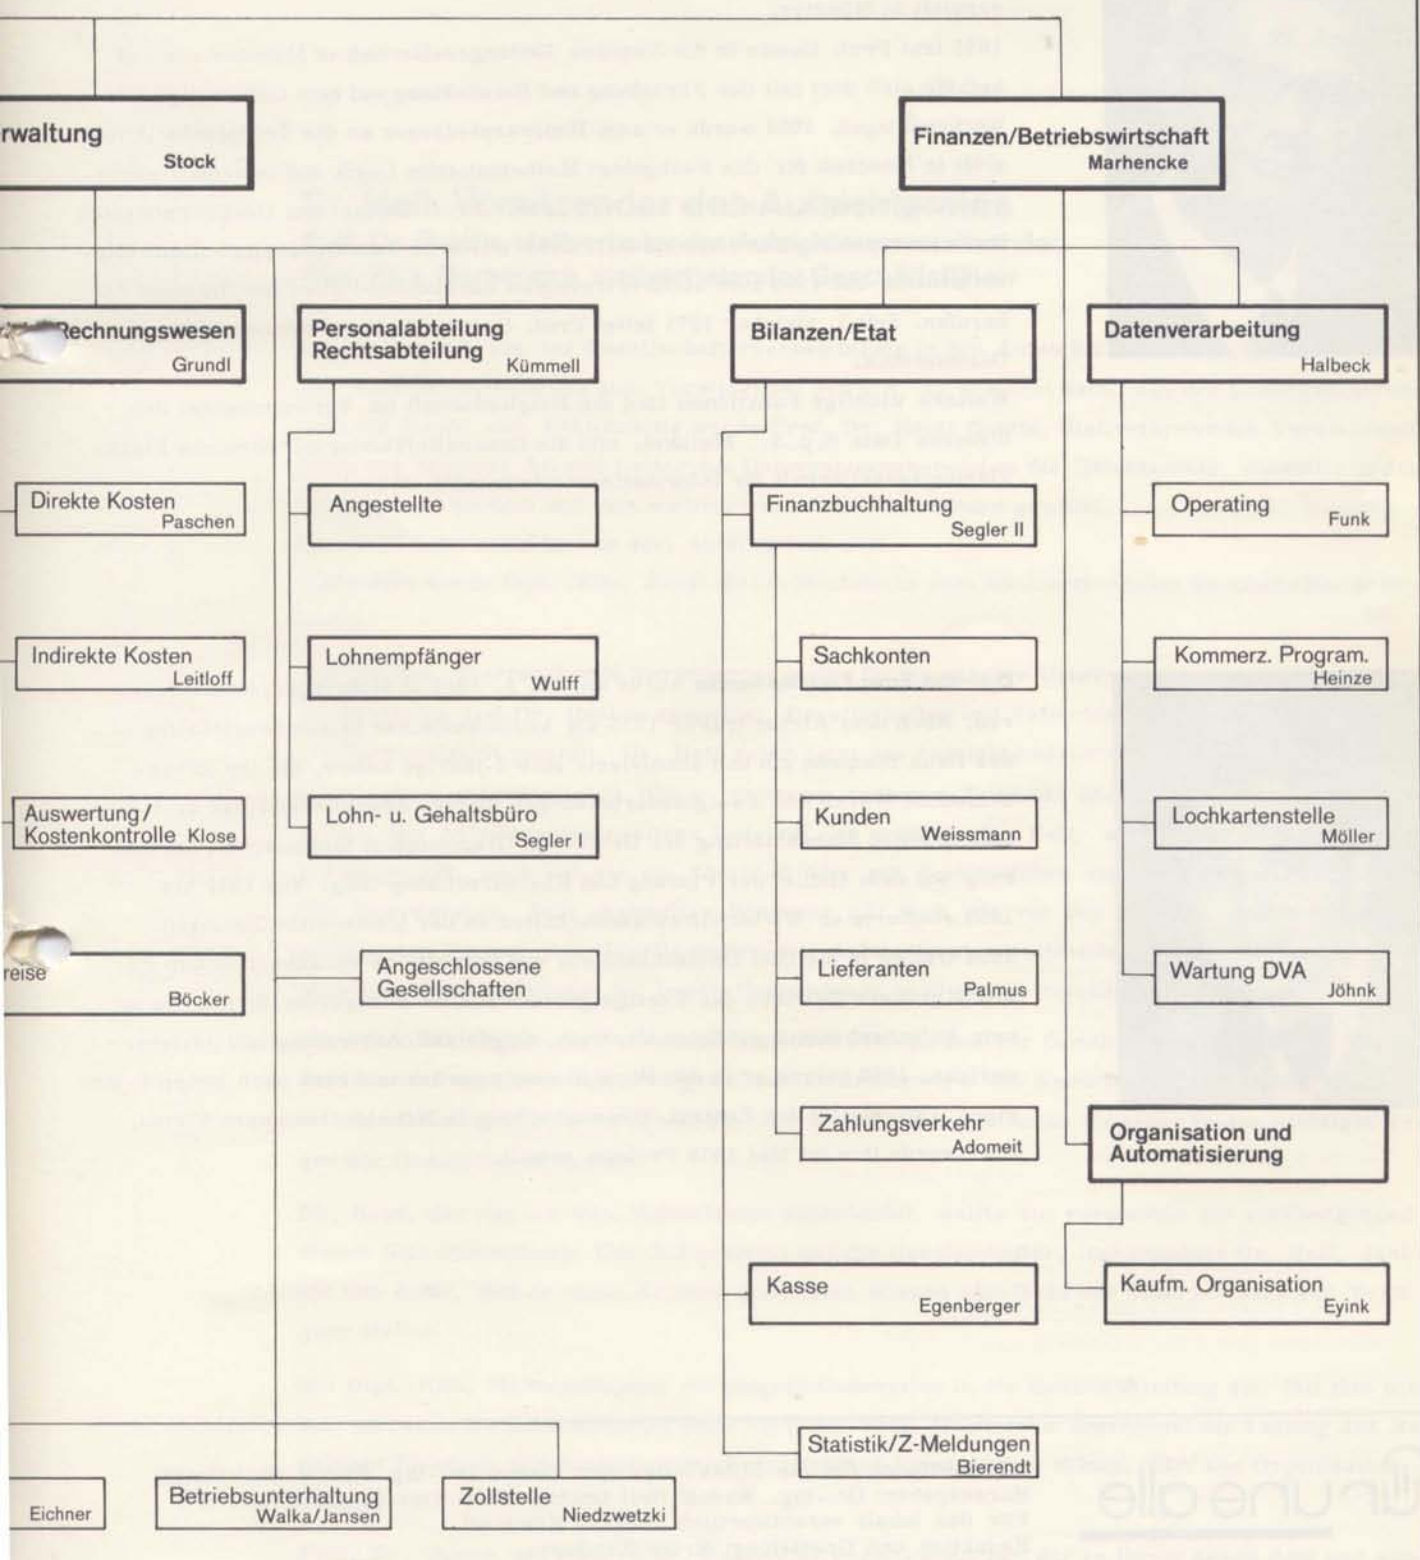 rwaltung
Stock
Finanzen/Betriebswirtschaft
Marhencke
Rechnungswesen
Grundl
Personalabteilung
Rechtsabteilung
Kümmell
Bilanzen/Etat
Datenverarbeitung
Halbeck
Direkte Kosten
Paschen
Angestellte
Finanzbuchhaltung
Segler II
Operating
Funk
Indirekte Kosten
Leitloff
Lohnempfänger
Wulff
Sachkonten
Kommerz. Program.
Heinze
Auswertung/
Kostenkontrolle Klose
Lohn- u. Gehaltsbüro
Segler I
Kunden
Weissmann
Lochkartenstelle
Möller
reise
Böcker
Angeschlossene
Gesellschaften
Lieferanten
Palmus
Wartung DVA
Jöhnk
Zahlungsverkehr
Adomeit
Organisation und
Automatisierung
Kasse
Egenberger
Kaufm. Organisation
Eyink
Statistik/Z-Meldungen
Bierendt
Eichner
Betriebsunterhaltung
Walka/Jansen
Zollstelle
Niedzwetzki